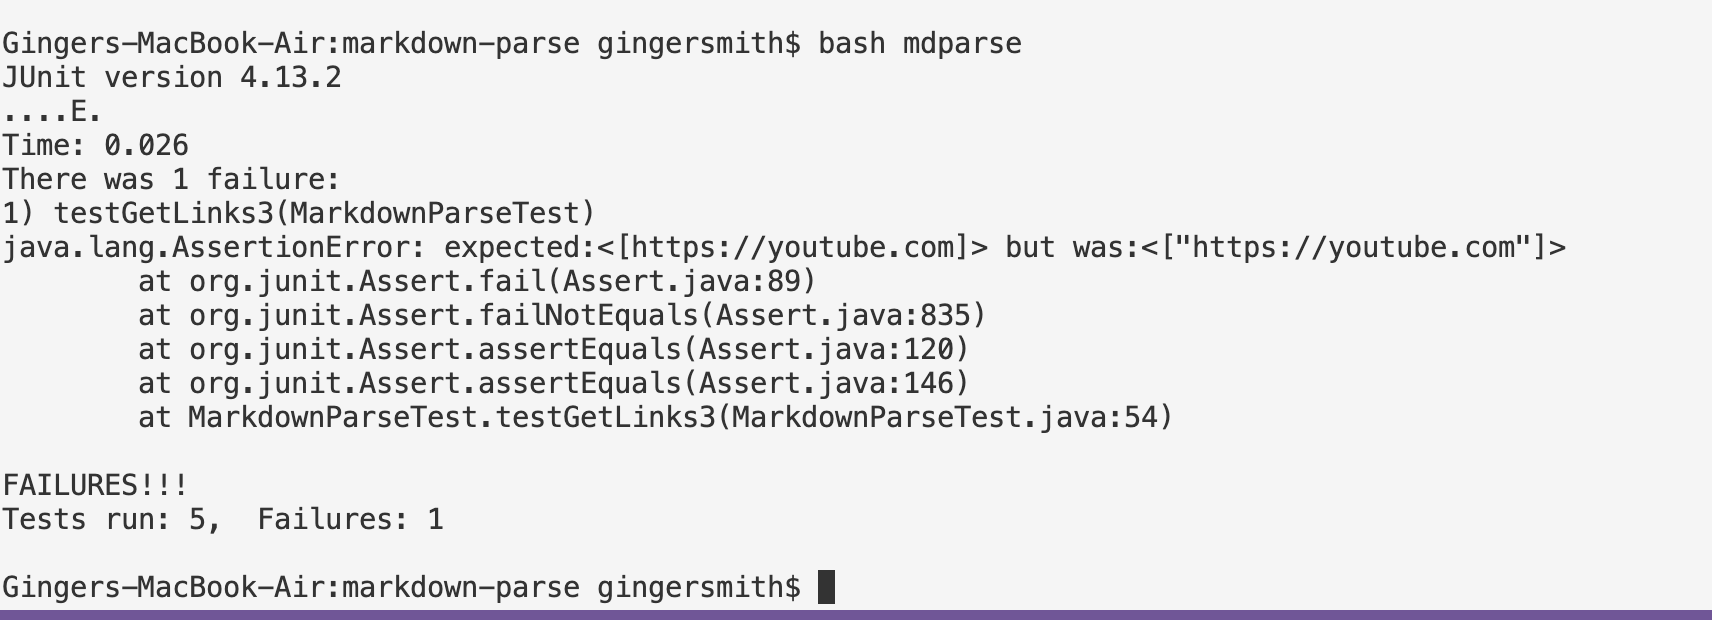 Gingers-MacBook-Air:markdown-parse gingersmith$ bash mdparse
JUnit version 4.13.2
....E.
Time: 0.026
There was 1 failure:
1) testGetLinks3(MarkdownParseTest)
java.lang.AssertionError: expected:<[https://youtube.com]> but was:<["https://youtube.com"]>
        at org.junit.Assert.fail(Assert.java:89)
        at org.junit.Assert.failNotEquals(Assert.java:835)
        at org.junit.Assert.assertEquals(Assert.java:120)
        at org.junit.Assert.assertEquals(Assert.java:146)
        at MarkdownParseTest.testGetLinks3(MarkdownParseTest.java:54)
FAILURES!!!
Tests run: 5,  Failures: 1
Gingers-MacBook-Air:markdown-parse gingersmith$